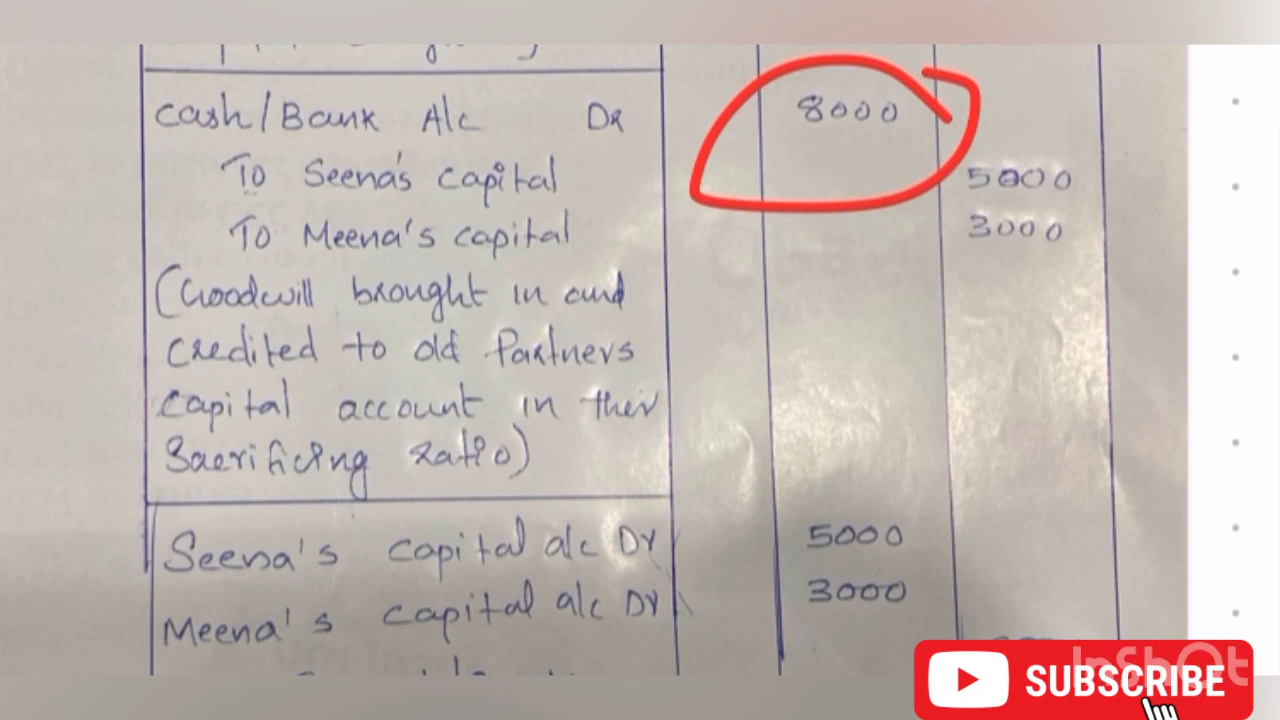 Cash/Bank A/c Dr 8000
To Seena's capital 5000
To Meena's capital 3000
(Goodwill brought in and
credited to old Partners
capital account in their
Sacrificing ratio)
Seena's capital a/c Dr 5000
Meena's capital a/c Dr 3000
InShOt
SUBSCRIBE